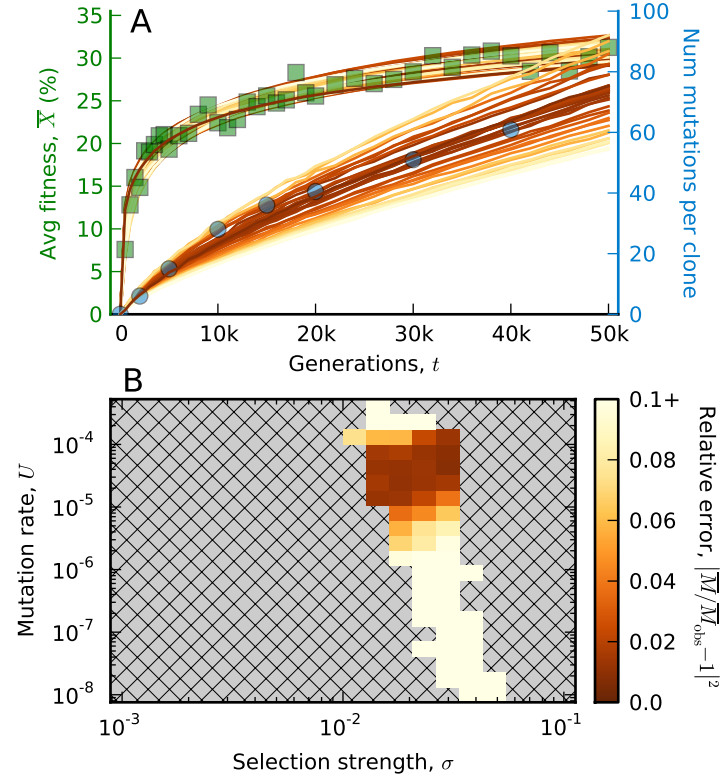 A
35
30
25
20
15
10
5
0
Avg fitness, X̅ (%)
100
80
60
40
20
0
Num mutations per clone
0 10k 20k 30k 40k 50k
Generations, t
B
10⁻⁴
10⁻⁵
10⁻⁶
10⁻⁷
10⁻⁸
Mutation rate, U
10⁻³ 10⁻² 10⁻¹
Selection strength, σ
0.1+
0.08
0.06
0.04
0.02
0.0
Relative error, |M̅/M̅obs−1|²